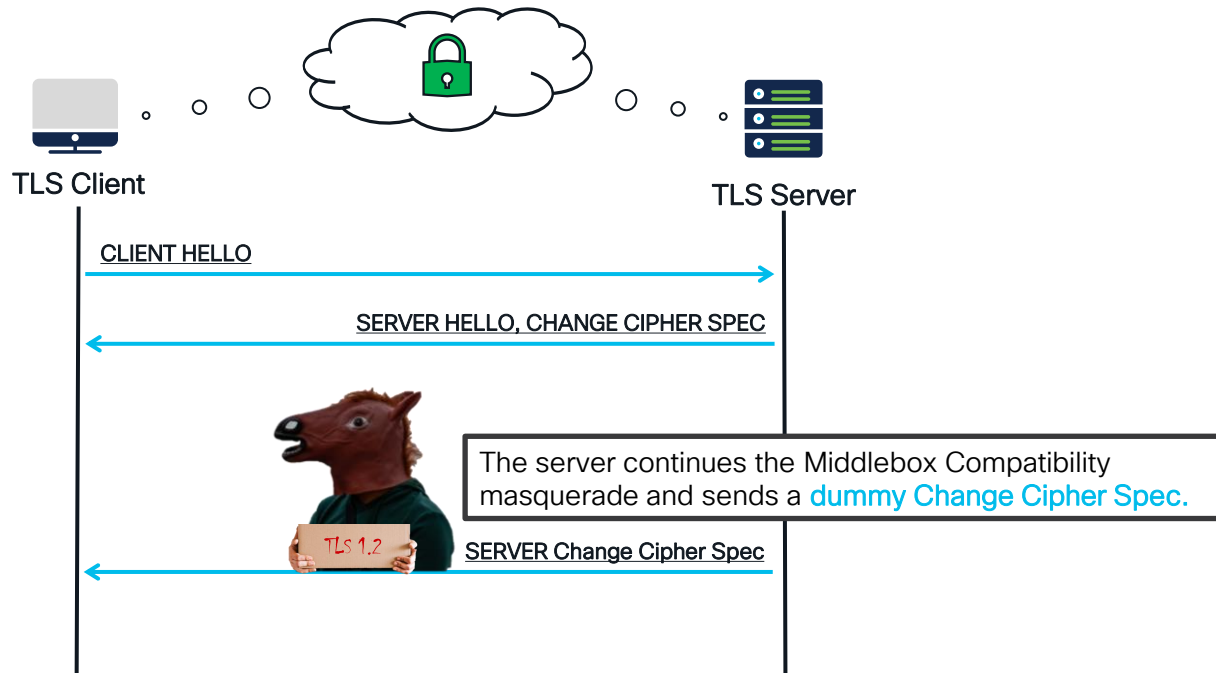 TLS Client
TLS Server
CLIENT HELLO
SERVER HELLO, CHANGE CIPHER SPEC
The server continues the Middlebox Compatibility
masquerade and sends a dummy Change Cipher Spec.
TLS 1.2
SERVER Change Cipher Spec